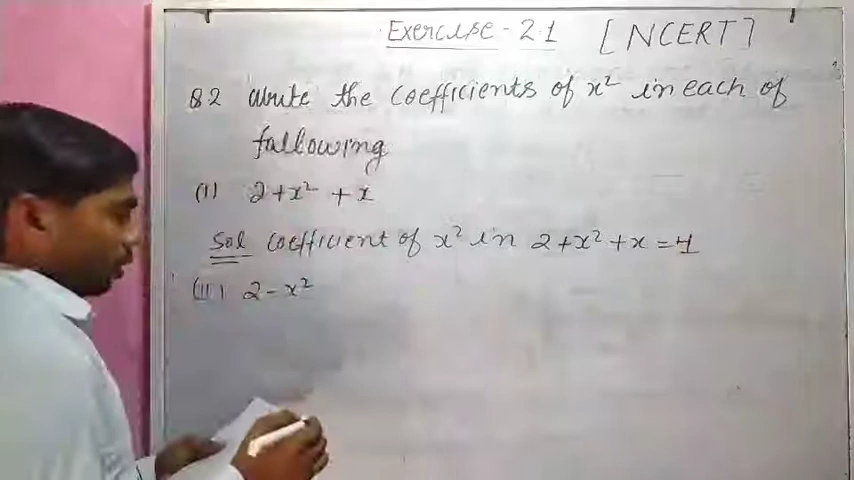 Exercise - 2.1 [NCERT]
Q2 Write the coefficients of x² in each of
following
(i) 2+x² + x
Sol Coefficient of x² in 2+x²+x = 1
(ii) 2-x²